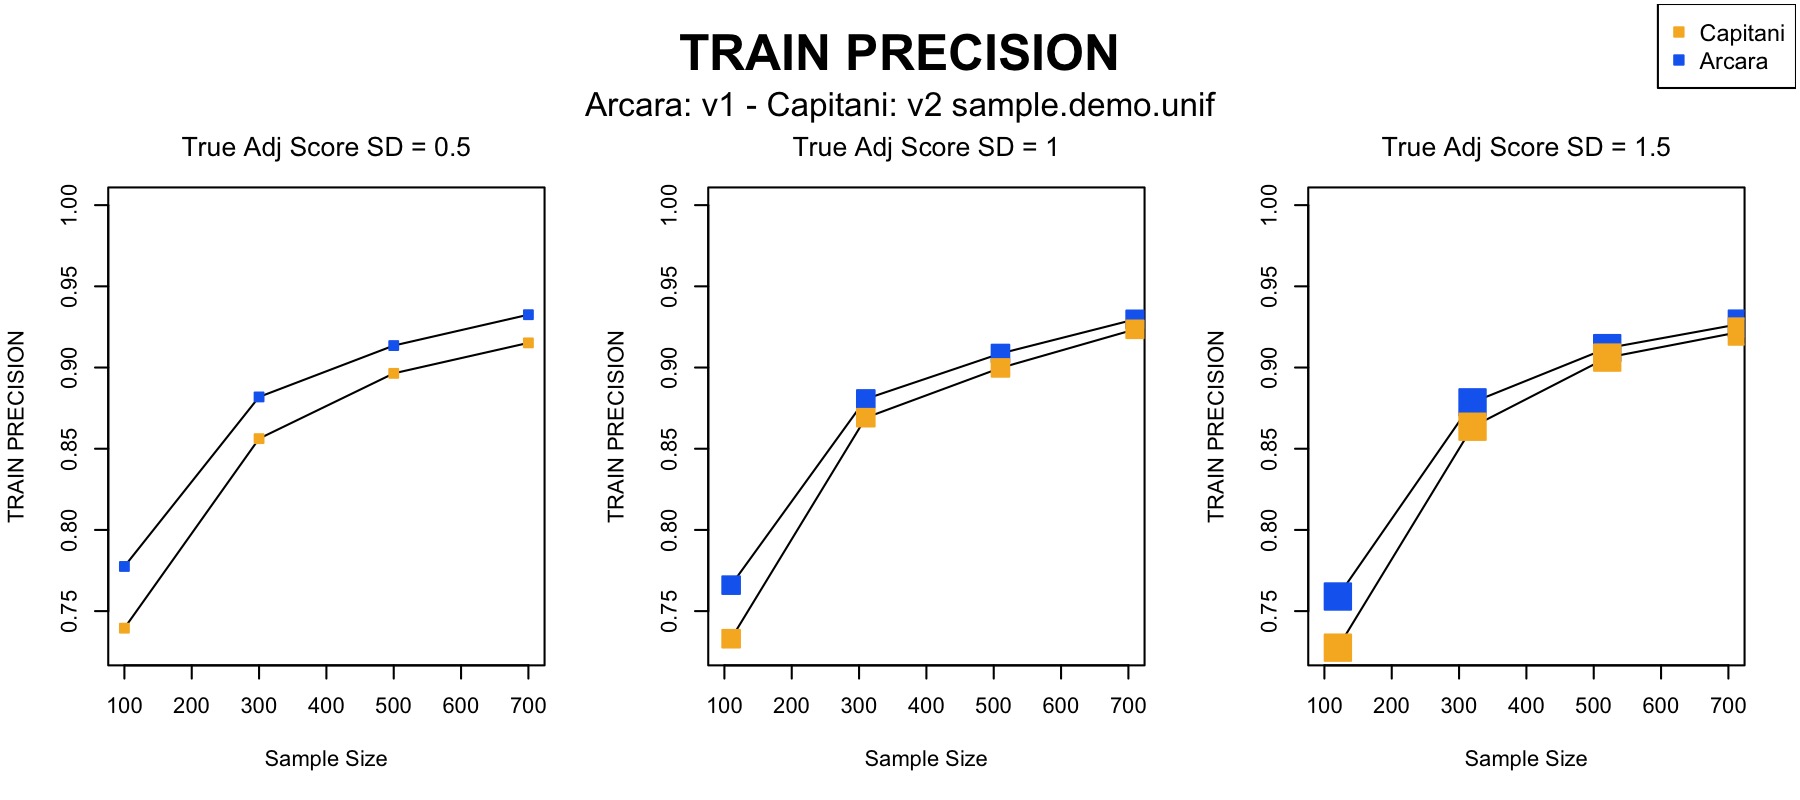 TRAIN PRECISION
Arcara: v1 - Capitani: v2 sample.demo.unif
Capitani
Arcara
True Adj Score SD = 0.5
TRAIN PRECISION
1.00
0.95
0.90
0.85
0.80
0.75
100 200 300 400 500 600 700
Sample Size
True Adj Score SD = 1
TRAIN PRECISION
1.00
0.95
0.90
0.85
0.80
0.75
100 200 300 400 500 600 700
Sample Size
True Adj Score SD = 1.5
TRAIN PRECISION
1.00
0.95
0.90
0.85
0.80
0.75
100 200 300 400 500 600 700
Sample Size